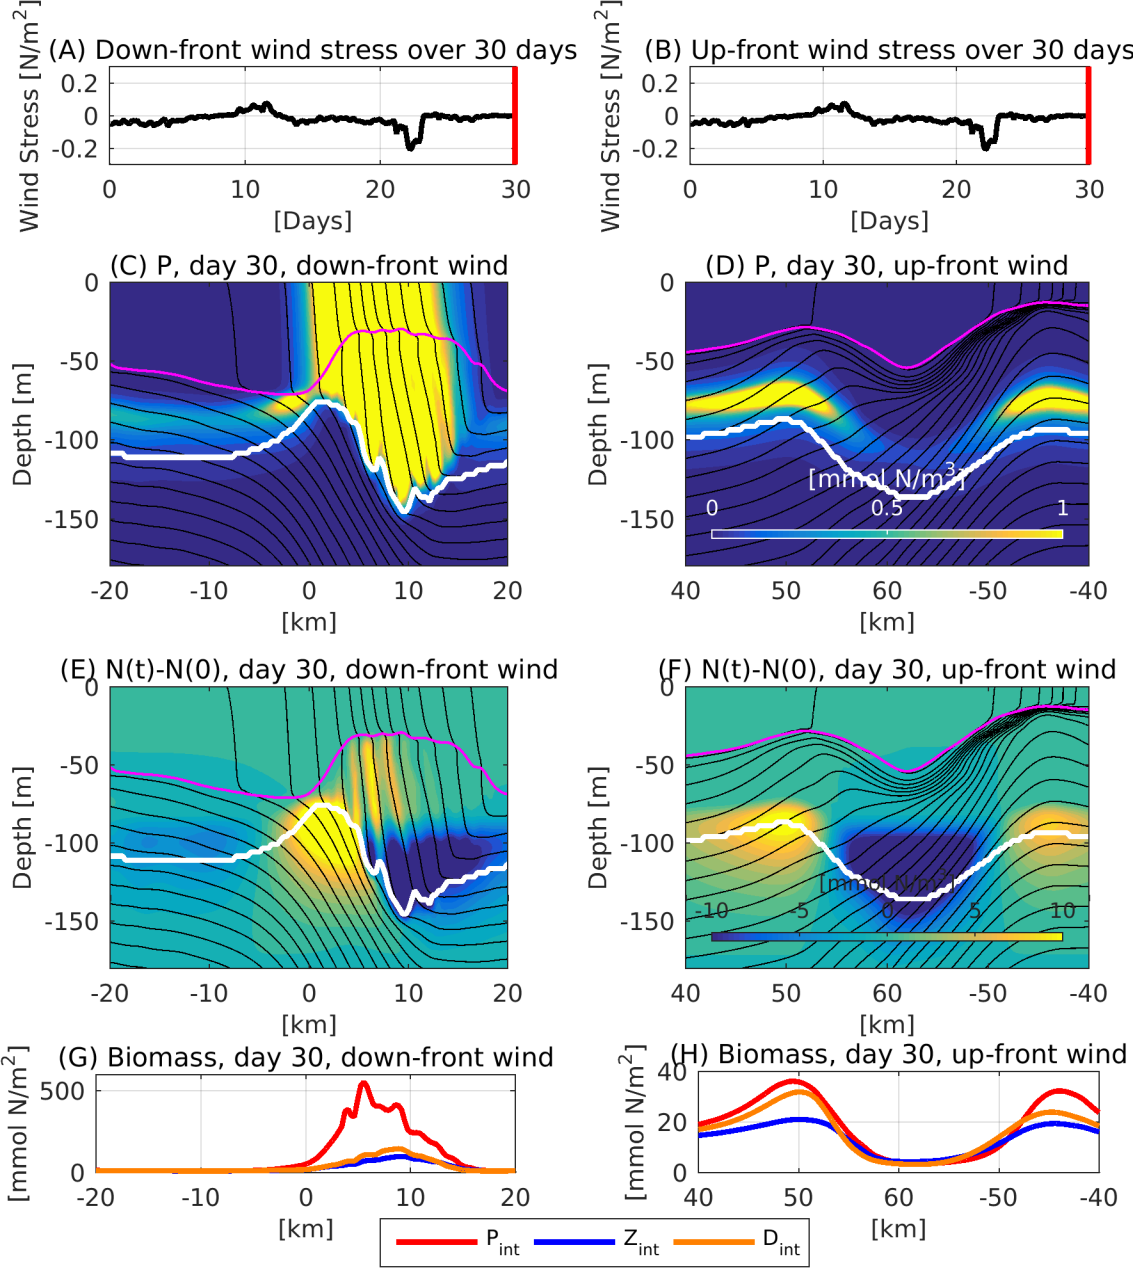 (A) Down-front wind stress over 30 days
(B) Up-front wind stress over 30 days
Wind Stress [N/m²]
0.2
0
-0.2
0 10 20 30
[Days]
Wind Stress [N/m²]
0.2
0
-0.2
0 10 20 30
[Days]
(C) P, day 30, down-front wind
Depth [m]
0
-50
-100
-150
-20 -10 0 10 20
[km]
(D) P, day 30, up-front wind
Depth [m]
0
-50
-100
-150
[mmol N/m³]
0 0.5 1
40 50 60 -50 -40
[km]
(E) N(t)-N(0), day 30, down-front wind
Depth [m]
0
-50
-100
-150
-20 -10 0 10 20
[km]
(F) N(t)-N(0), day 30, up-front wind
Depth [m]
0
-50
-100
-150
[mmol N/m³]
-10 -5 0 5 10
40 50 60 -50 -40
[km]
(G) Biomass, day 30, down-front wind
[mmol N/m²]
500
0
-20 -10 0 10 20
[km]
(H) Biomass, day 30, up-front wind
[mmol N/m²]
40
20
0
40 50 60 -50 -40
[km]
P_int Z_int D_int